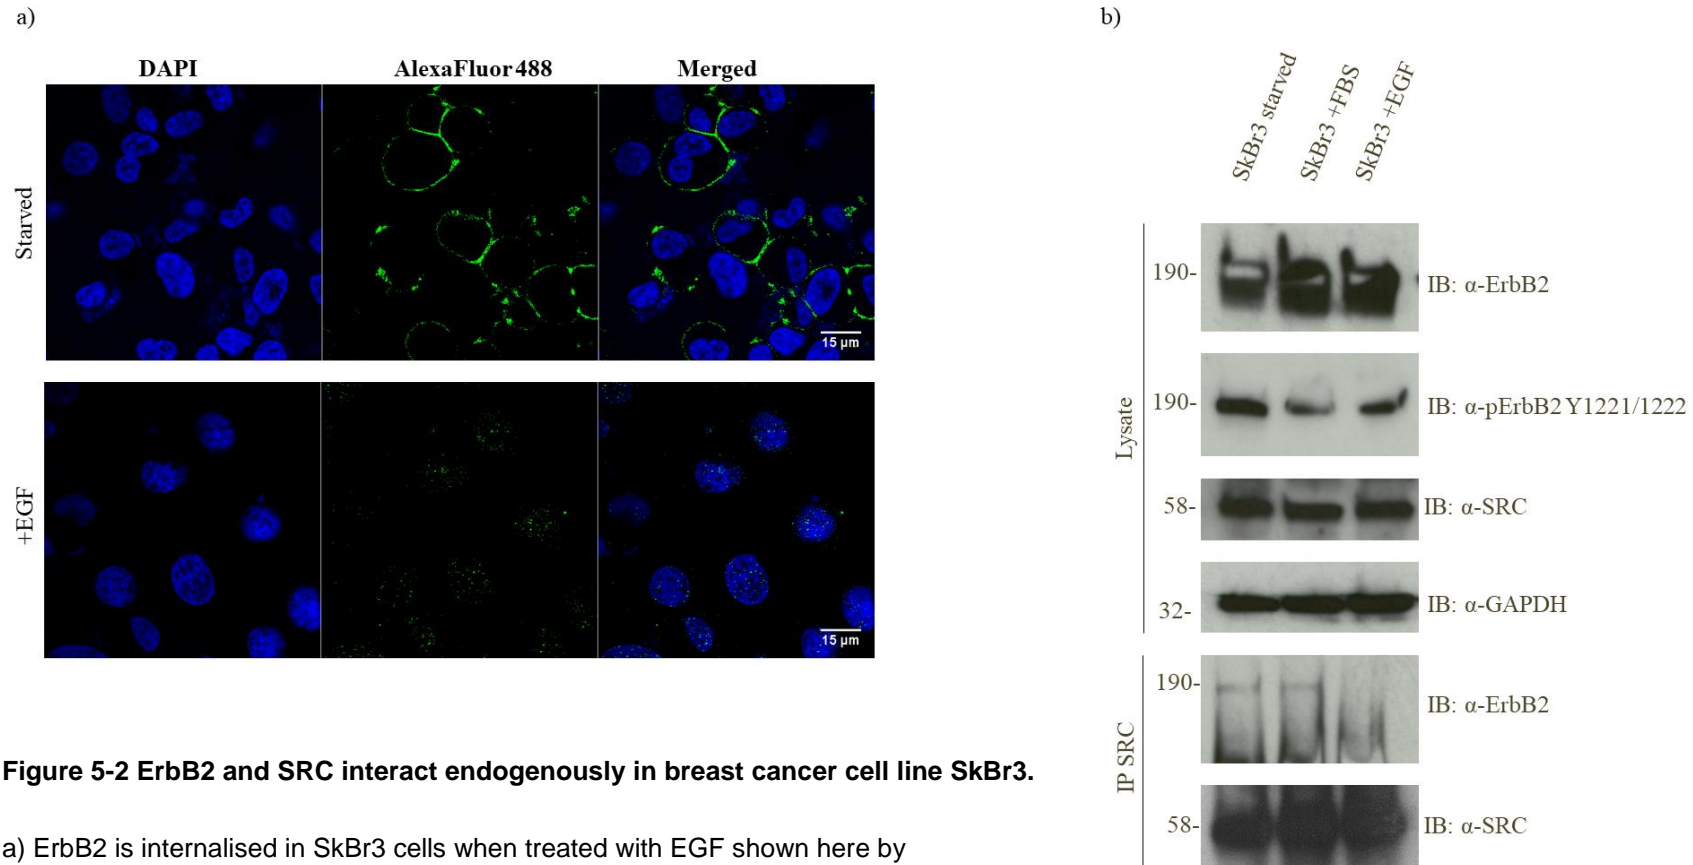 a)
DAPI AlexaFluor 488 Merged
Starved
15 µm
+EGF
15 µm
b)
SkBr3 starved
SkBr3 +FBS
SkBr3 +EGF
Lysate
190- IB: α-ErbB2
190- IB: α-pErbB2 Y1221/1222
58- IB: α-SRC
32- IB: α-GAPDH
IP SRC
190- IB: α-ErbB2
58- IB: α-SRC
Figure 5-2 ErbB2 and SRC interact endogenously in breast cancer cell line SkBr3.
a) ErbB2 is internalised in SkBr3 cells when treated with EGF shown here by